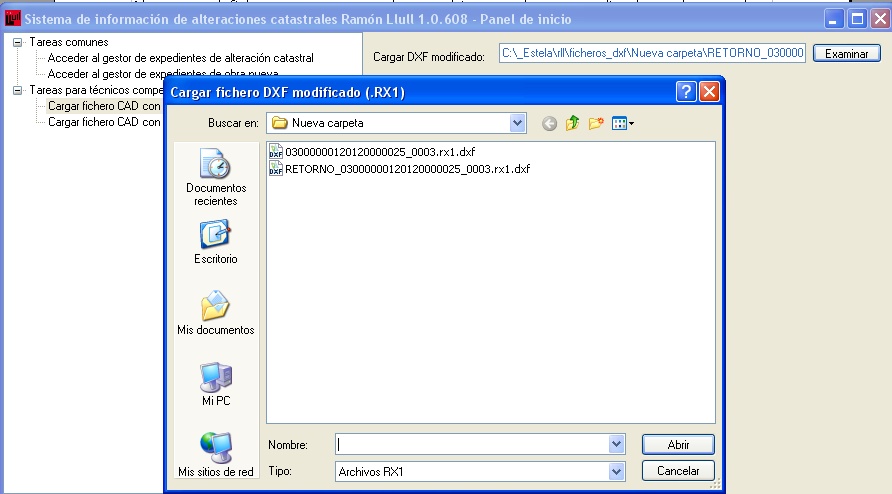 Sistema de información de alteraciones catastrales Ramón Llull 1.0.608 - Panel de inicio
Tareas comunes
Acceder al gestor de expedientes de alteración catastral
Acceder al gestor de expedientes de obra nueva
Tareas para técnicos compe
Cargar fichero CAD con
Cargar fichero CAD con
Cargar DXF modificado:
C:\_Estela\rll\ficheros_dxf\Nueva carpeta\RETORNO_030000
Examinar
Cargar fichero DXF modificado (.RX1)
Buscar en:
Nueva carpeta
03000000120120000025_0003.rx1.dxf
RETORNO_03000000120120000025_0003.rx1.dxf
Documentos
recientes
Escritorio
Mis documentos
Mi PC
Mis sitios de red
Nombre:
Abrir
Tipo:
Archivos RX1
Cancelar